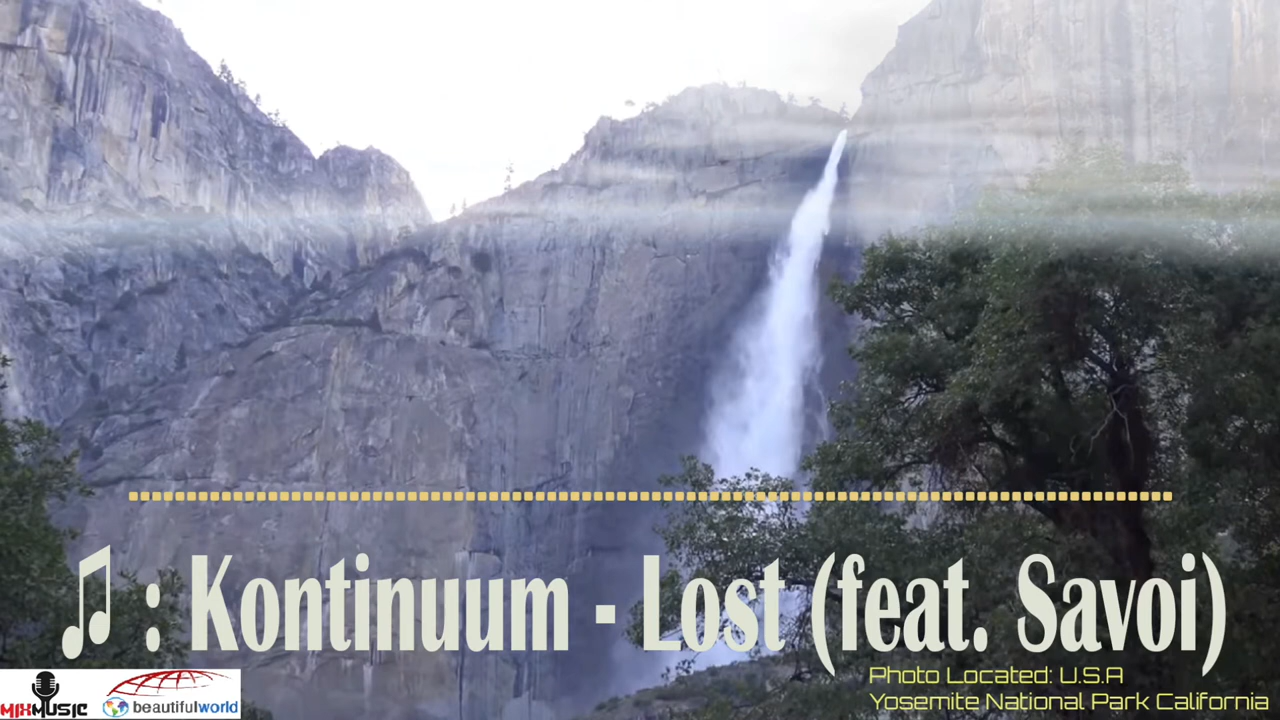 ♫ : Kontinuum - Lost (feat. Savoi)
Photo Located: U.S.A
Yosemite National Park California
MIXMUSIC
beautifulworld